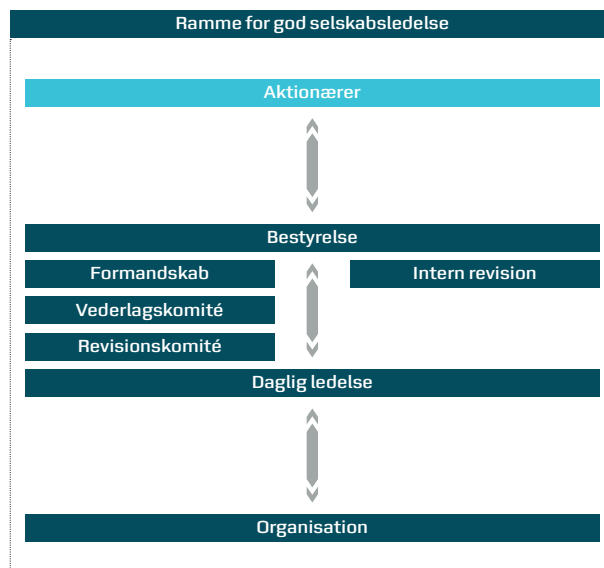 Ramme for god selskabsledelse
Aktionærer
Bestyrelse
Formandskab
Intern revision
Vederlagskomité
Revisionskomité
Daglig ledelse
Organisation